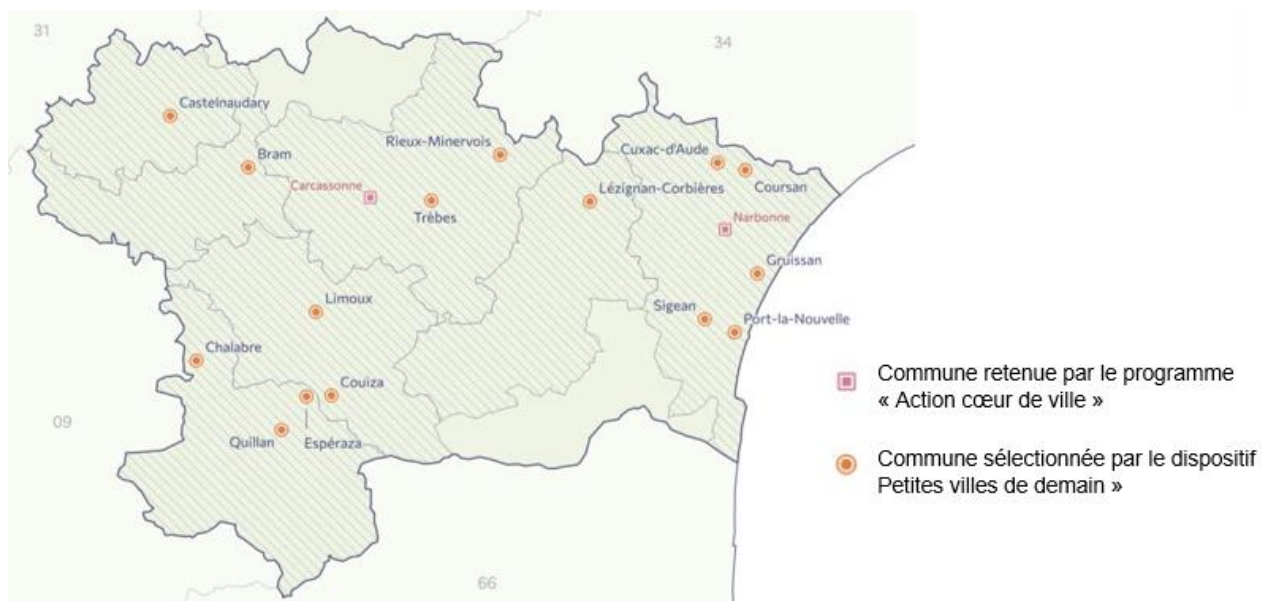 31
34
Castelnaudary
Rieux-Minervois
Cuxac-d'Aude
Bram
Coursan
Carcassonne
Lézignan-Corbières
Trèbes
Narbonne
Gruissan
Limoux
Sigean
Port-la-Nouvelle
Chalabre
Couiza
09
Quillan
Espéraza
66
Commune retenue par le programme
« Action cœur de ville »
Commune sélectionnée par le dispositif
Petites villes de demain »